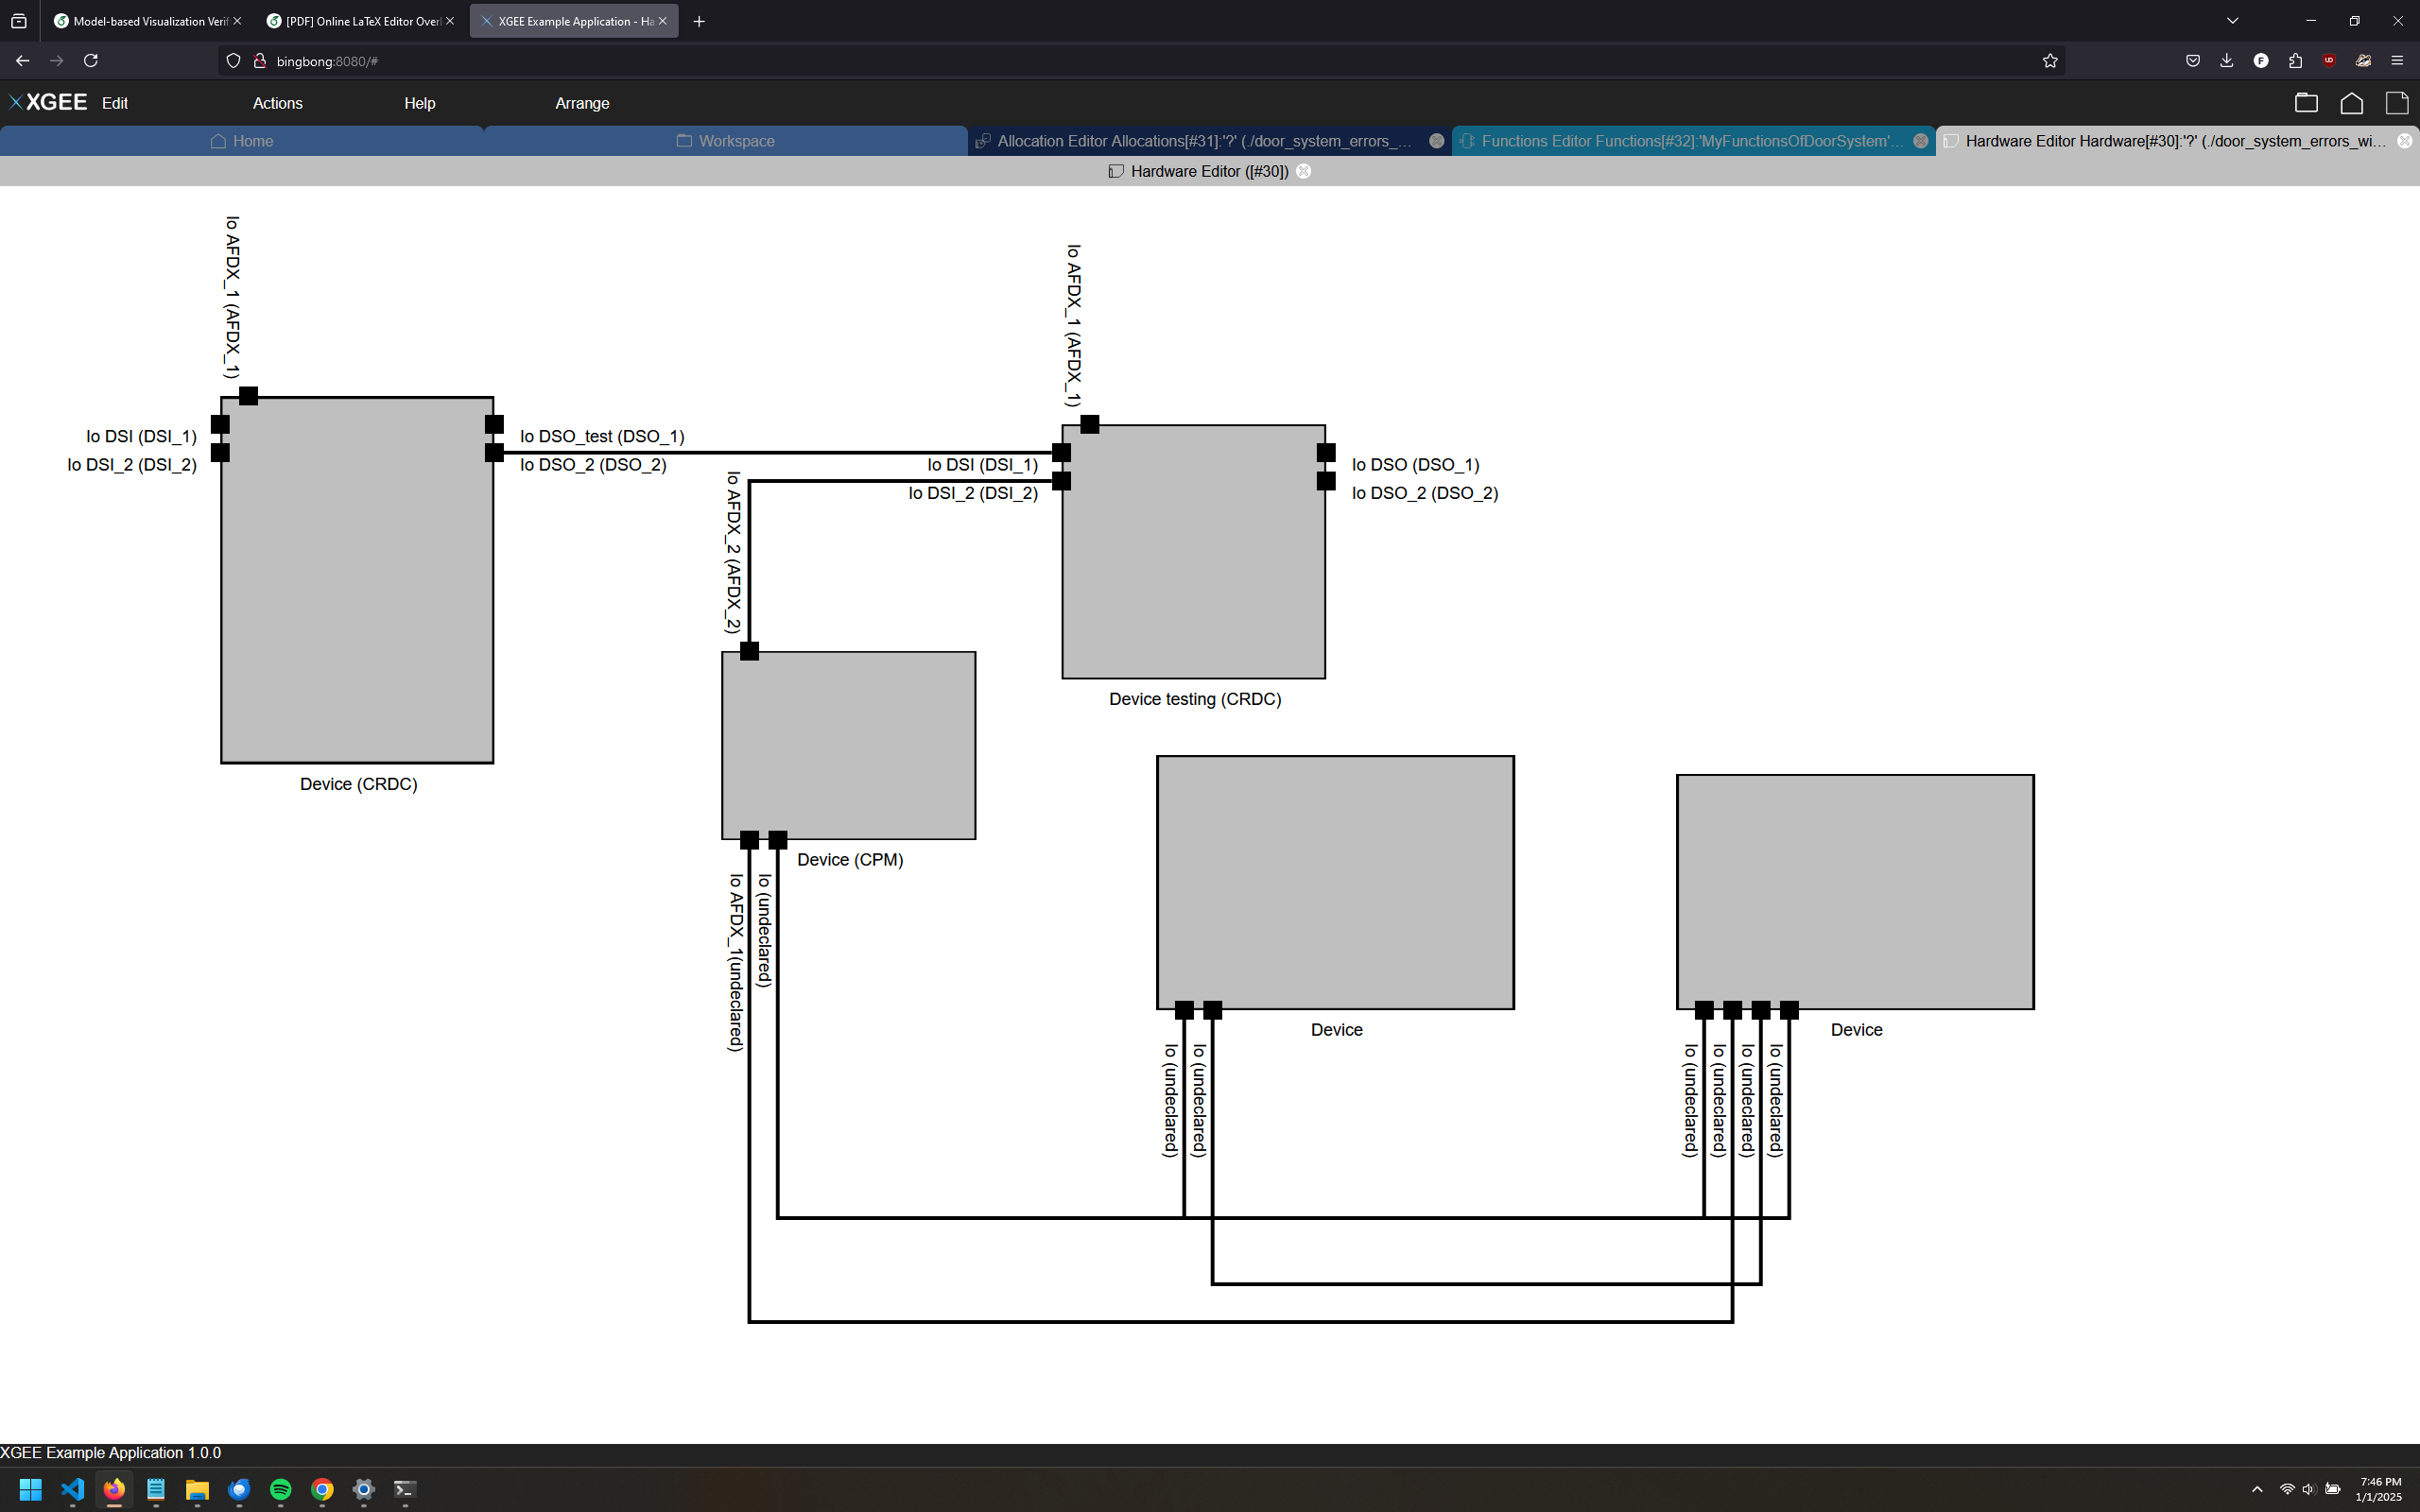 Model-based Visualization Verif
[PDF] Online LaTeX Editor Overl
XGEE Example Application - Ha
bingbong:8080/#
XGEE
Edit
Actions
Help
Arrange
Home
Workspace
Allocation Editor Allocations[#31]:'?' (./door_system_errors_...
Functions Editor Functions[#32]:'MyFunctionsOfDoorSystem'...
Hardware Editor Hardware[#30]:'?' (./door_system_errors_wi...
Hardware Editor ([#30])
Io AFDX_1 (AFDX_1)
Io AFDX_1 (AFDX_1)
Io DSI (DSI_1)
Io DSI_2 (DSI_2)
Io DSO_test (DSO_1)
Io DSO_2 (DSO_2)
Io DSI (DSI_1)
Io DSI_2 (DSI_2)
Io DSO (DSO_1)
Io DSO_2 (DSO_2)
Io AFDX_2 (AFDX_2)
Device testing (CRDC)
Device (CRDC)
Device (CPM)
Io AFDX_1(undeclared)
Io (undeclared)
Device
Device
Io (undeclared)
Io (undeclared)
Io (undeclared)
Io (undeclared)
Io (undeclared)
Io (undeclared)
XGEE Example Application 1.0.0
7:46 PM
1/1/2025